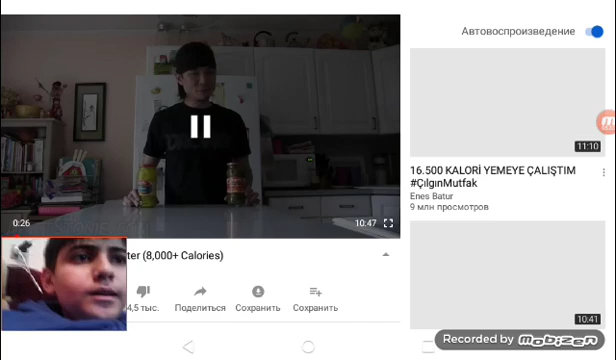 Автовоспроизведение
0:26
10:47
11:10
16.500 KALORİ YEMEYE ÇALIŞTIM
#ÇılgınMutfak
Enes Batur
9 млн просмотров
ter (8,000+ Calories)
4,5 тыс.
Поделиться
Сохранить
Сохранить
10:41
Recorded by mobizen